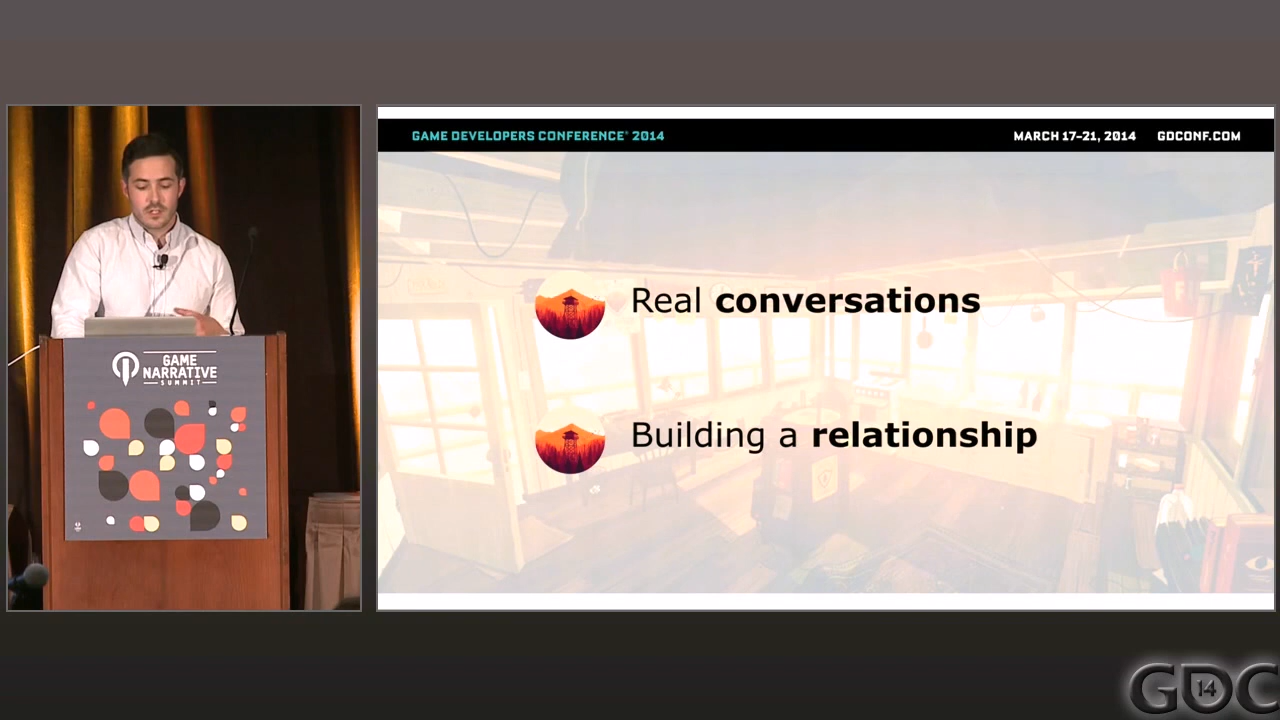 GAME DEVELOPERS CONFERENCE® 2014
MARCH 17–21, 2014 GDCONF.COM
Real conversations
Building a relationship
GAME
NARRATIVE
SUMMIT
GDC
14